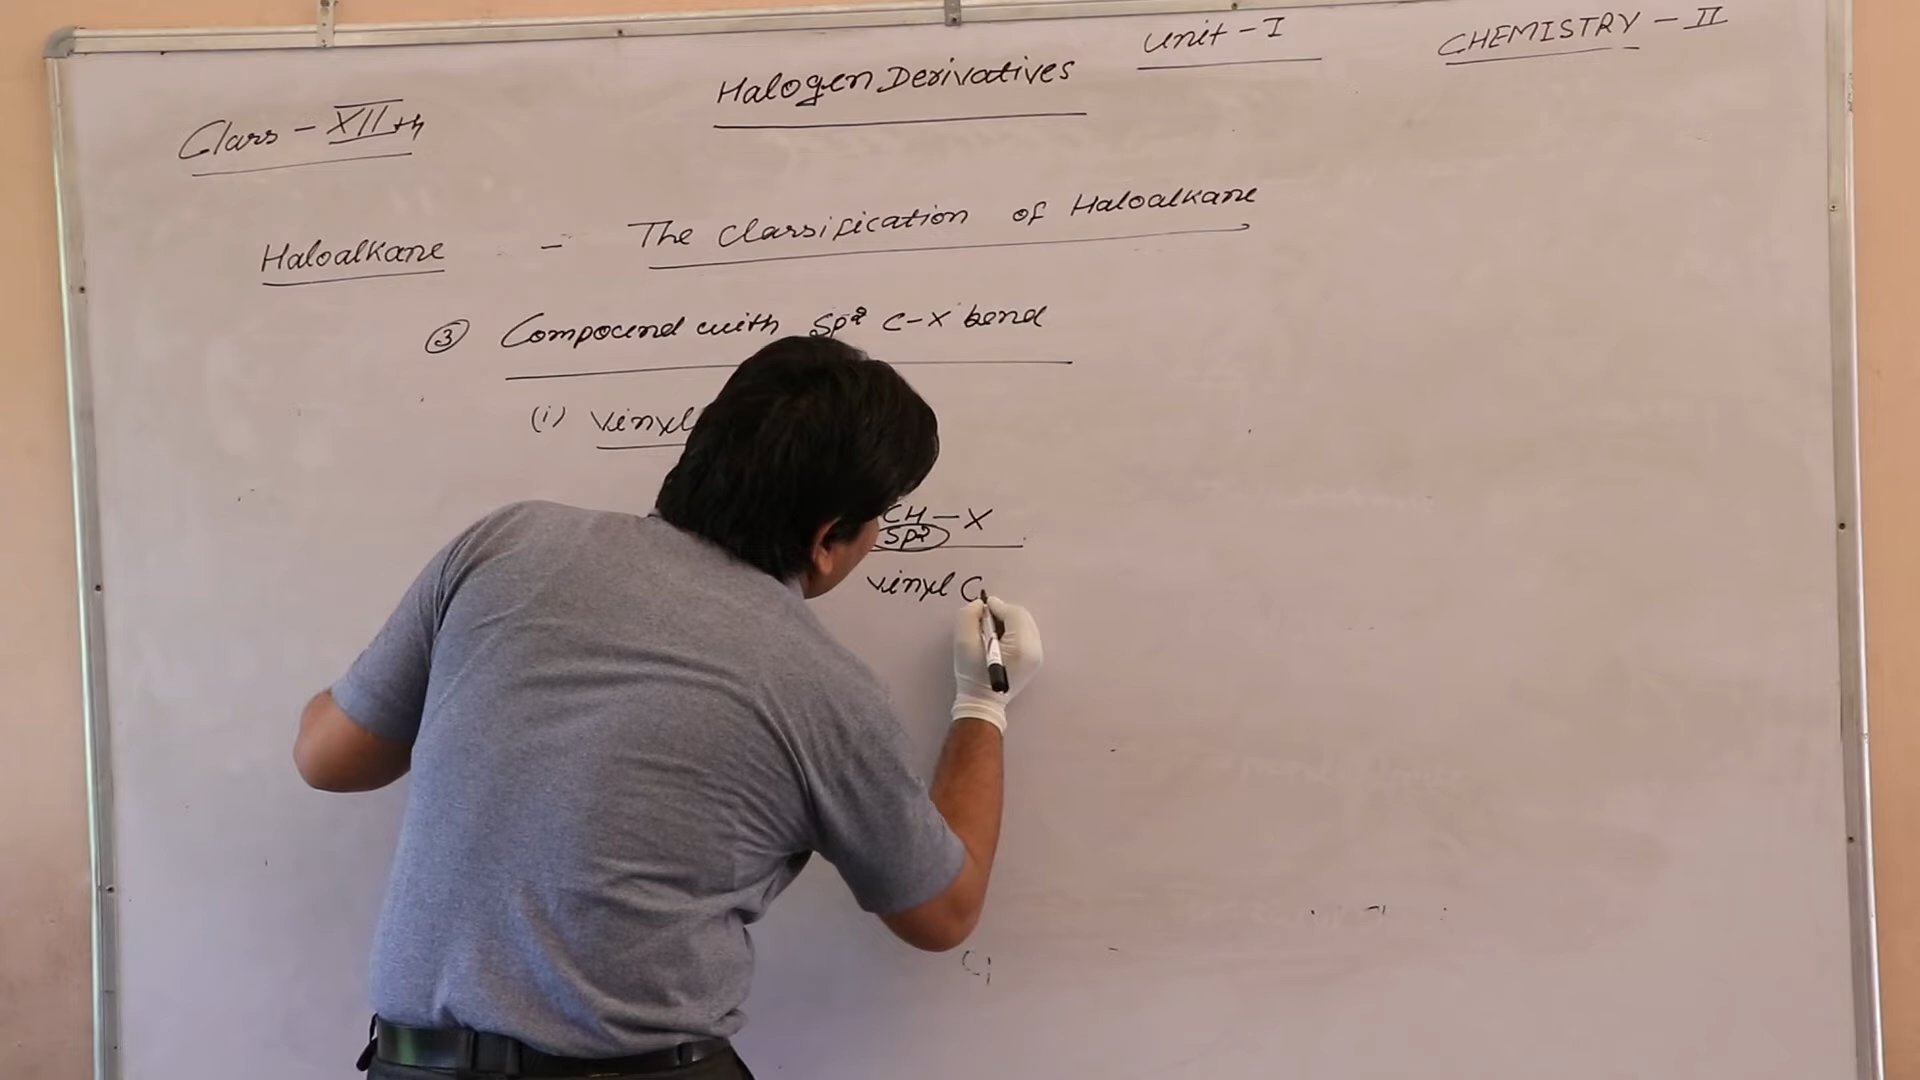 Unit - I
CHEMISTRY - II
Halogen Derivatives
Class - XIIth
Haloalkane - The classification of Haloalkane
③ Compound with sp² C-X bond
(i) Vinyl
CH - X
sp²
Vinyl C